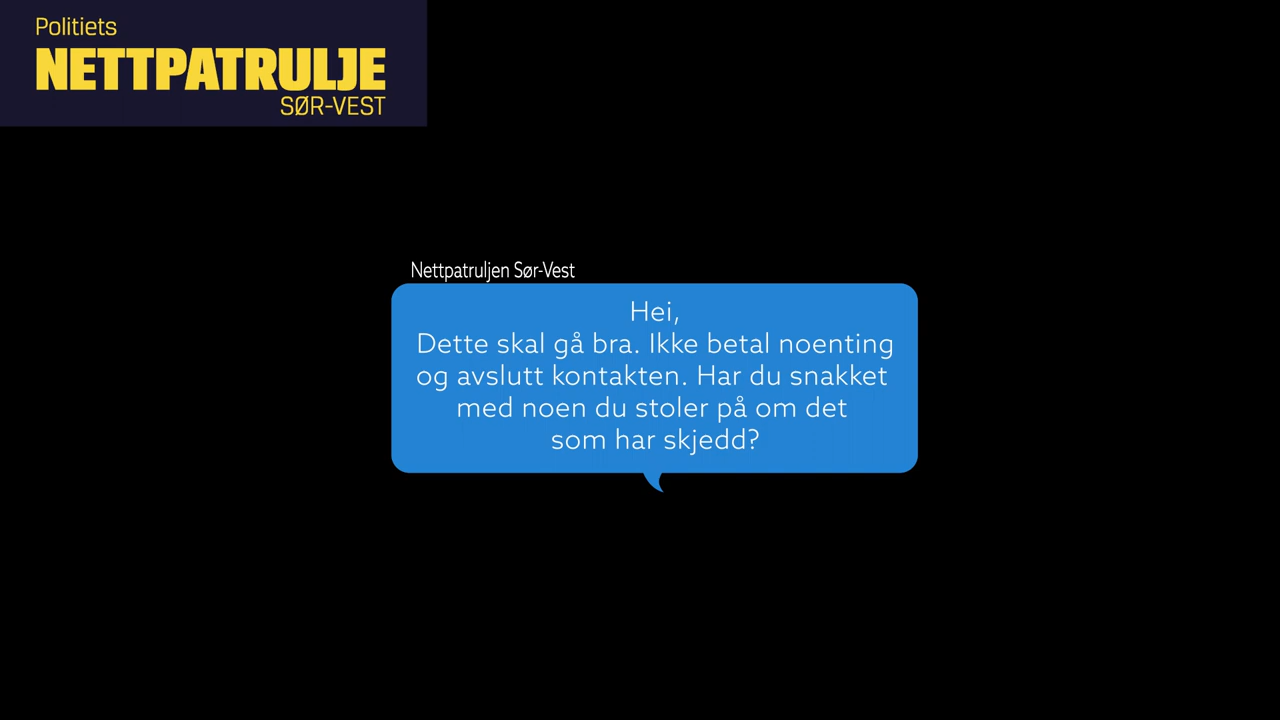 Politiets
NETTPATRULJE
SØR-VEST
Nettpatruljen Sør-Vest
Hei,
Dette skal gå bra. Ikke betal noenting
og avslutt kontakten. Har du snakket
med noen du stoler på om det
som har skjedd?